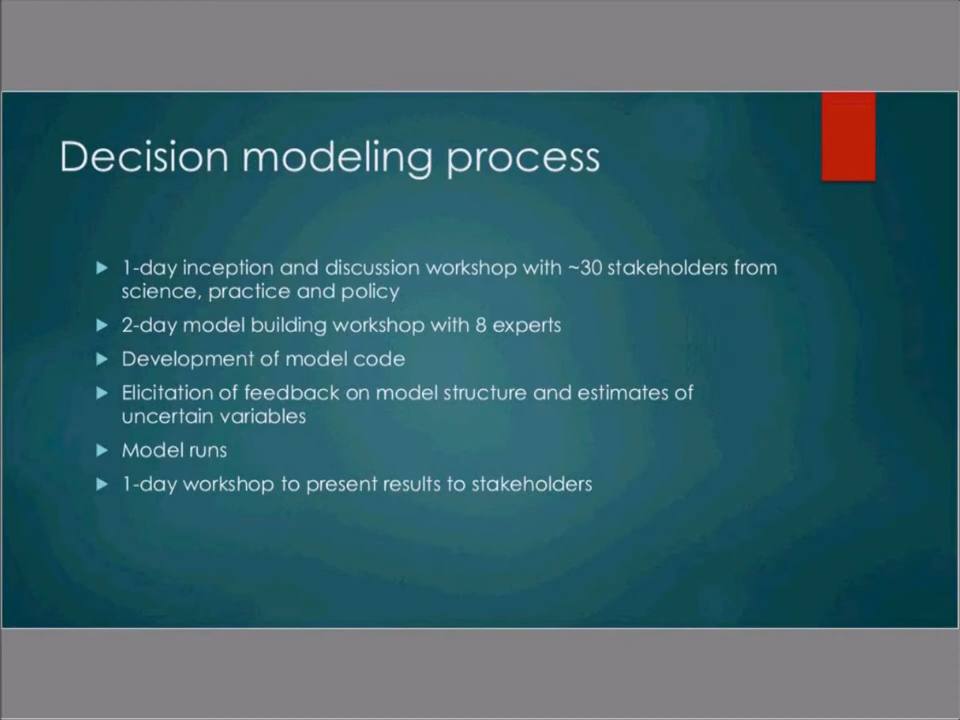 Decision modeling process
1-day inception and discussion workshop with ~30 stakeholders from
science, practice and policy
2-day model building workshop with 8 experts
Development of model code
Elicitation of feedback on model structure and estimates of
uncertain variables
Model runs
1-day workshop to present results to stakeholders